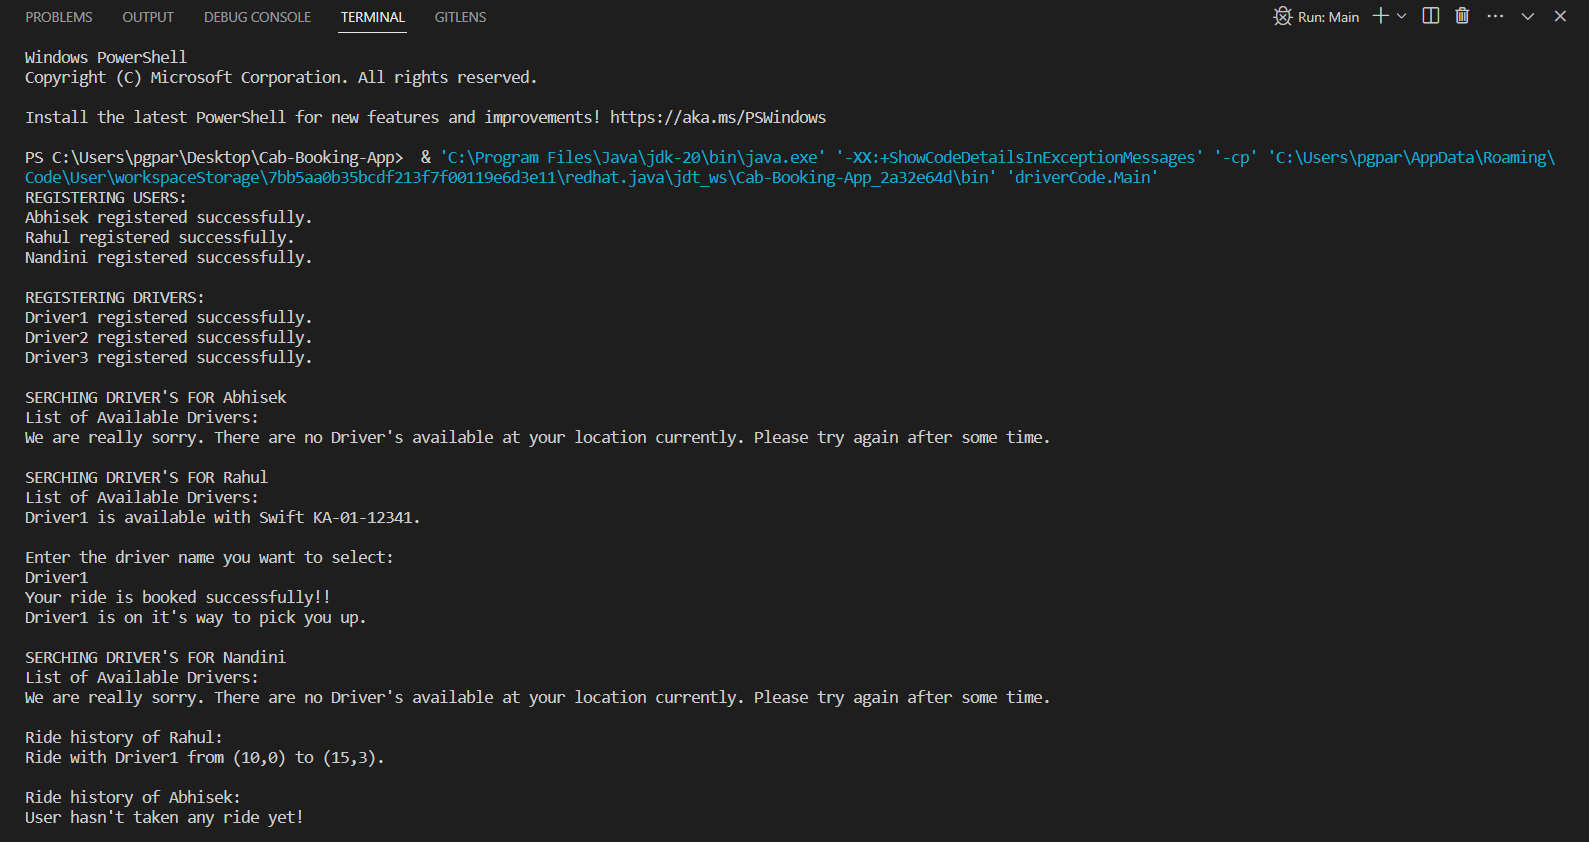 PROBLEMS OUTPUT DEBUG CONSOLE TERMINAL GITLENS Run: Main
Windows PowerShell
Copyright (C) Microsoft Corporation. All rights reserved.
Install the latest PowerShell for new features and improvements! https://aka.ms/PSWindows
PS C:\Users\pgpar\Desktop\Cab-Booking-App>  & 'C:\Program Files\Java\jdk-20\bin\java.exe' '-XX:+ShowCodeDetailsInExceptionMessages' '-cp' 'C:\Users\pgpar\AppData\Roaming\
Code\User\workspaceStorage\7bb5aa0b35bcdf213f7f00119e6d3e11\redhat.java\jdt_ws\Cab-Booking-App_2a32e64d\bin' 'driverCode.Main'
REGISTERING USERS:
Abhisek registered successfully.
Rahul registered successfully.
Nandini registered successfully.
REGISTERING DRIVERS:
Driver1 registered successfully.
Driver2 registered successfully.
Driver3 registered successfully.
SERCHING DRIVER'S FOR Abhisek
List of Available Drivers:
We are really sorry. There are no Driver's available at your location currently. Please try again after some time.
SERCHING DRIVER'S FOR Rahul
List of Available Drivers:
Driver1 is available with Swift KA-01-12341.
Enter the driver name you want to select:
Driver1
Your ride is booked successfully!!
Driver1 is on it's way to pick you up.
SERCHING DRIVER'S FOR Nandini
List of Available Drivers:
We are really sorry. There are no Driver's available at your location currently. Please try again after some time.
Ride history of Rahul:
Ride with Driver1 from (10,0) to (15,3).
Ride history of Abhisek:
User hasn't taken any ride yet!